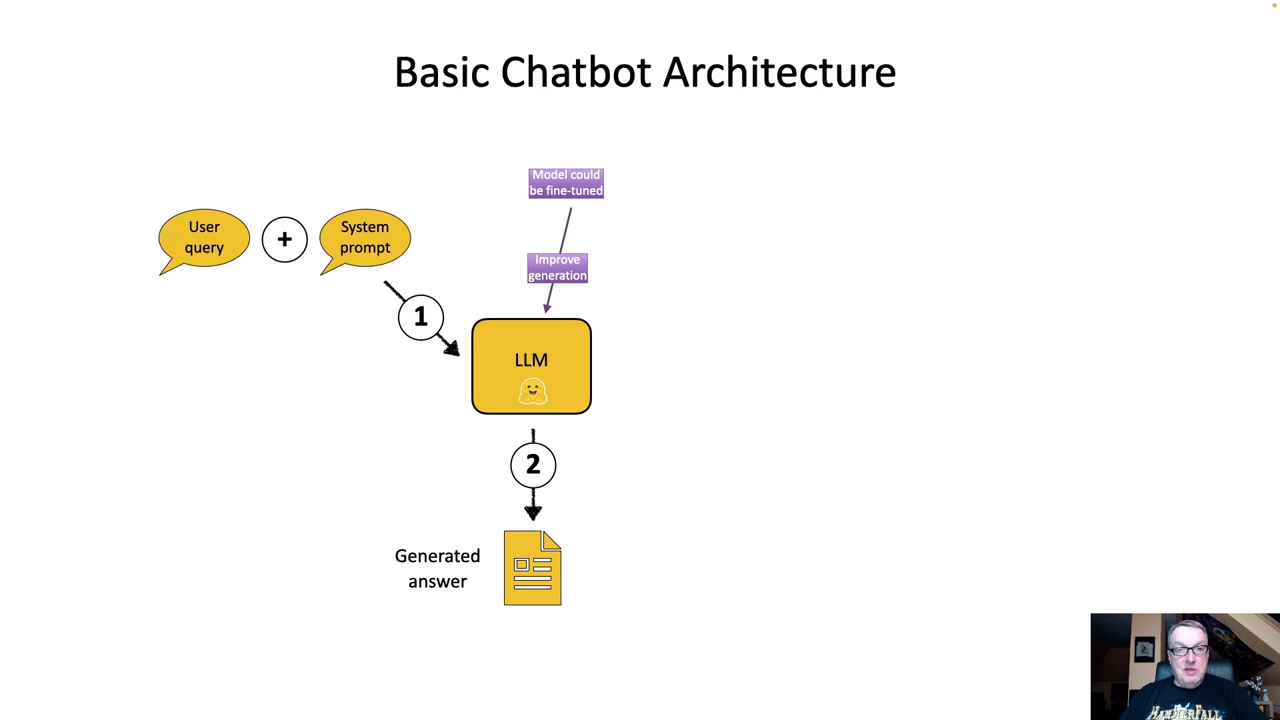 Basic Chatbot Architecture
Model could
be fine-tuned
User
query
+
System
prompt
Improve
generation
1
LLM
2
Generated
answer
HAMMERFALL